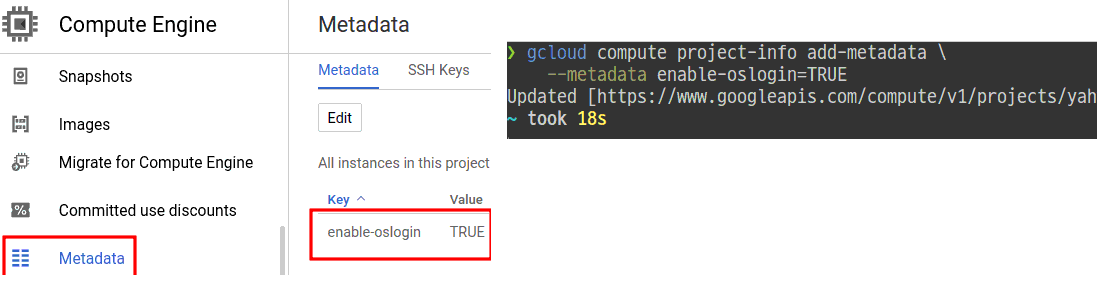 Compute Engine
Snapshots
Images
Migrate for Compute Engine
Committed use discounts
Metadata
Metadata
Metadata SSH Keys
Edit
All instances in this project
Key Value
enable-oslogin TRUE
❯ gcloud compute project-info add-metadata \
--metadata enable-oslogin=TRUE
Updated [https://www.googleapis.com/compute/v1/projects/yah
~ took 18s